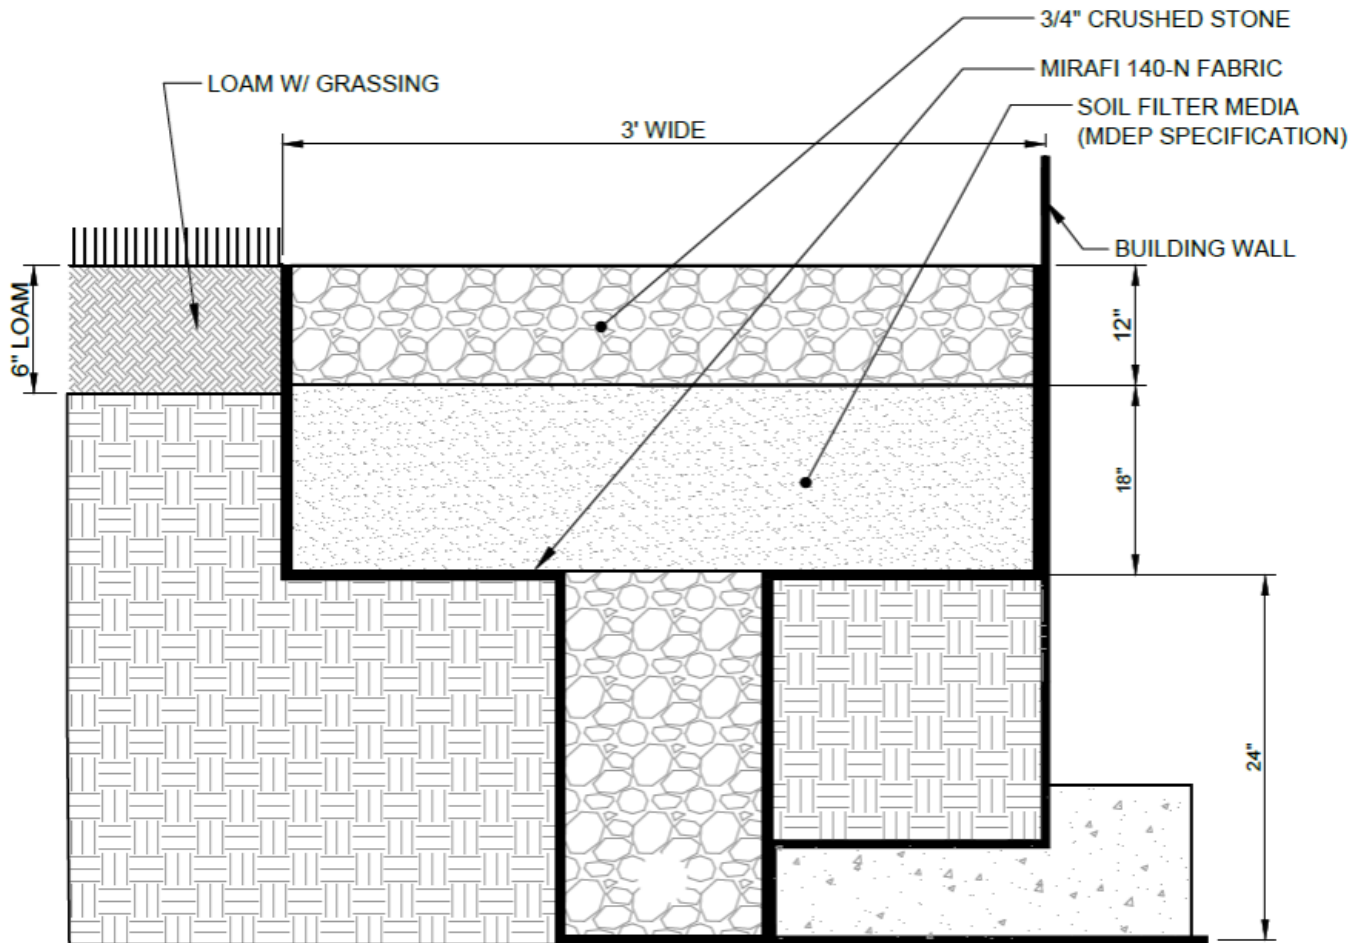 3/4" CRUSHED STONE
MIRAFI 140-N FABRIC
LOAM W/ GRASSING
SOIL FILTER MEDIA
(MDEP SPECIFICATION)
3' WIDE
BUILDING WALL
6" LOAM
12"
18"
24"